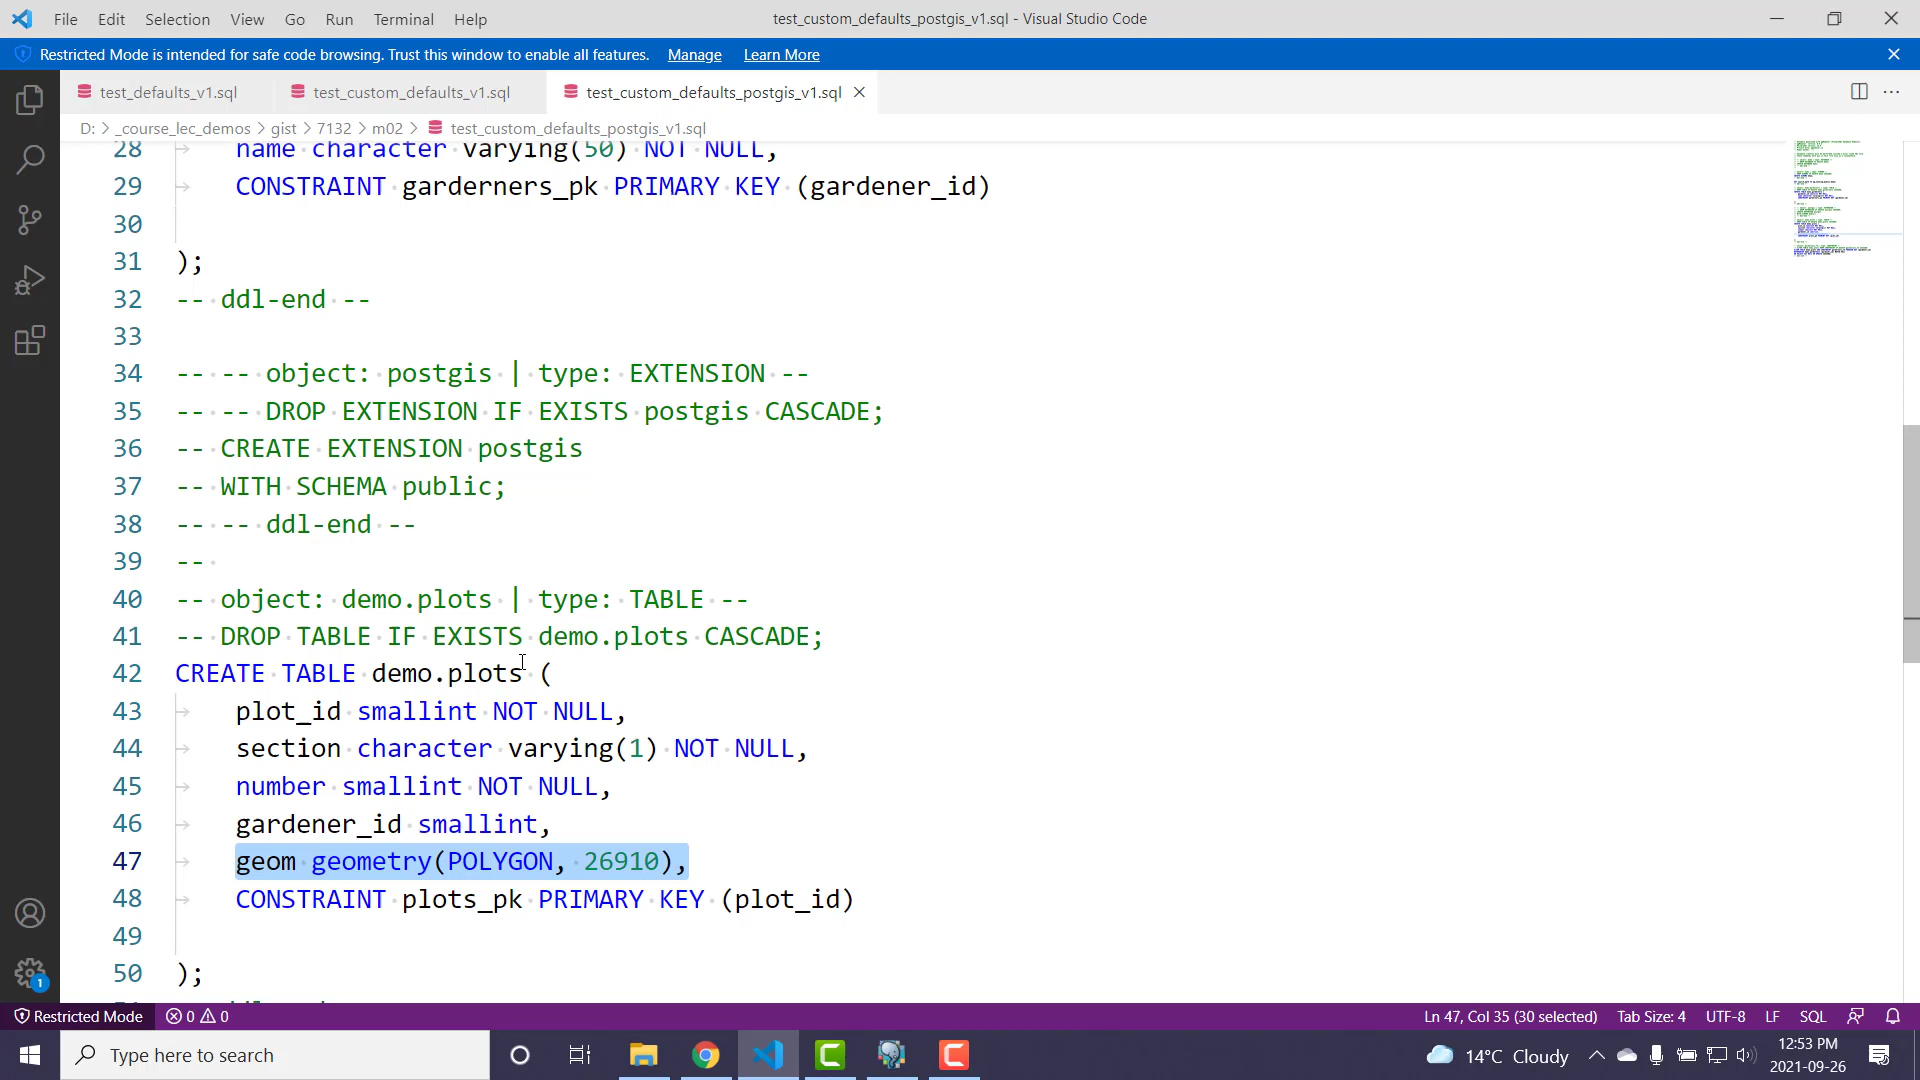 File Edit Selection View Go Run Terminal Help
test_custom_defaults_postgis_v1.sql - Visual Studio Code
Restricted Mode is intended for safe code browsing. Trust this window to enable all features. Manage Learn More
test_defaults_v1.sql test_custom_defaults_v1.sql test_custom_defaults_postgis_v1.sql
D: > _course_lec_demos > gist > 7132 > m02 > test_custom_defaults_postgis_v1.sql
28 name character varying(50) NOT NULL,
29 CONSTRAINT garderners_pk PRIMARY KEY (gardener_id)
30
31 );
32 -- ddl-end --
33
34 -- -- object: postgis | type: EXTENSION --
35 -- -- DROP EXTENSION IF EXISTS postgis CASCADE;
36 -- CREATE EXTENSION postgis
37 -- WITH SCHEMA public;
38 -- -- ddl-end --
39 --
40 -- object: demo.plots | type: TABLE --
41 -- DROP TABLE IF EXISTS demo.plots CASCADE;
42 CREATE TABLE demo.plots (
43 plot_id smallint NOT NULL,
44 section character varying(1) NOT NULL,
45 number smallint NOT NULL,
46 gardener_id smallint,
47 geom geometry(POLYGON, 26910),
48 CONSTRAINT plots_pk PRIMARY KEY (plot_id)
49
50 );
1
Restricted Mode 0 0 Ln 47, Col 35 (30 selected) Tab Size: 4 UTF-8 LF SQL
Type here to search
14°C Cloudy
12:53 PM
2021-09-26